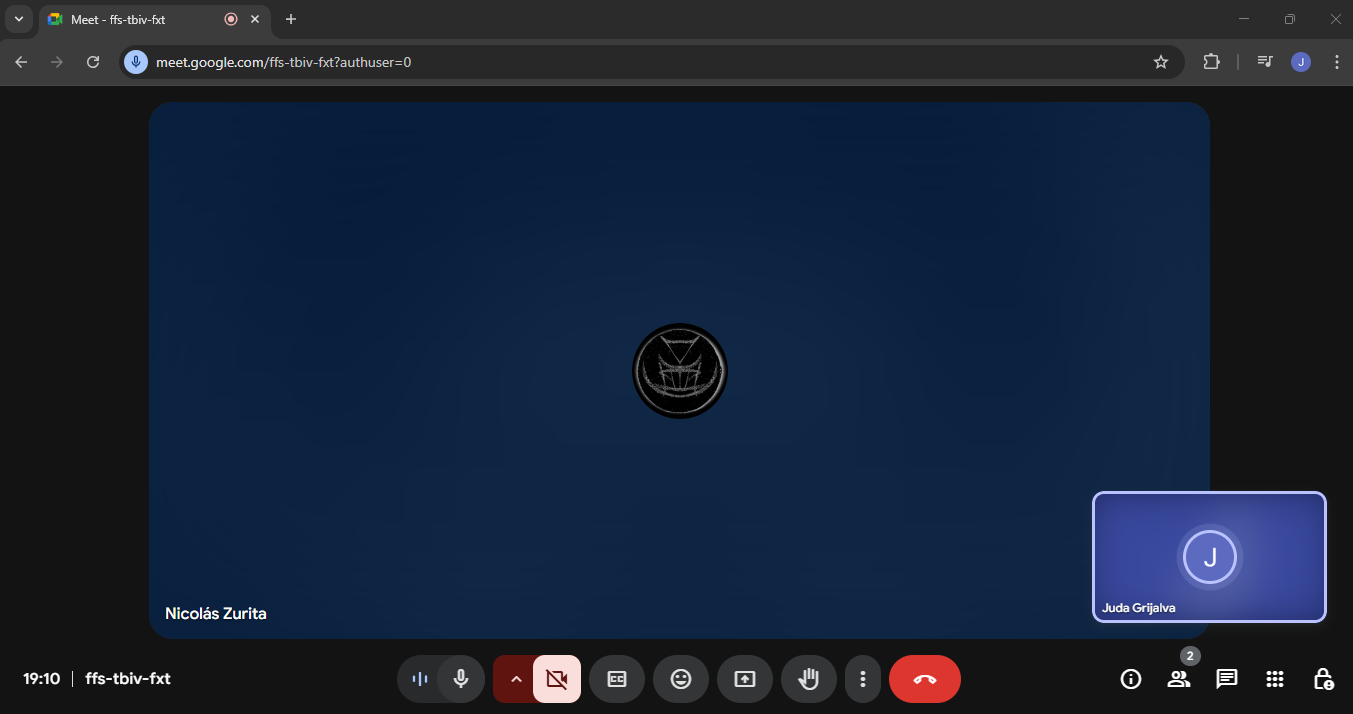 Meet - ffs-tbiv-fxt
meet.google.com/ffs-tbiv-fxt?authuser=0
J
J
Juda Grijalva
Nicolás Zurita
19:10 | ffs-tbiv-fxt
CC
2